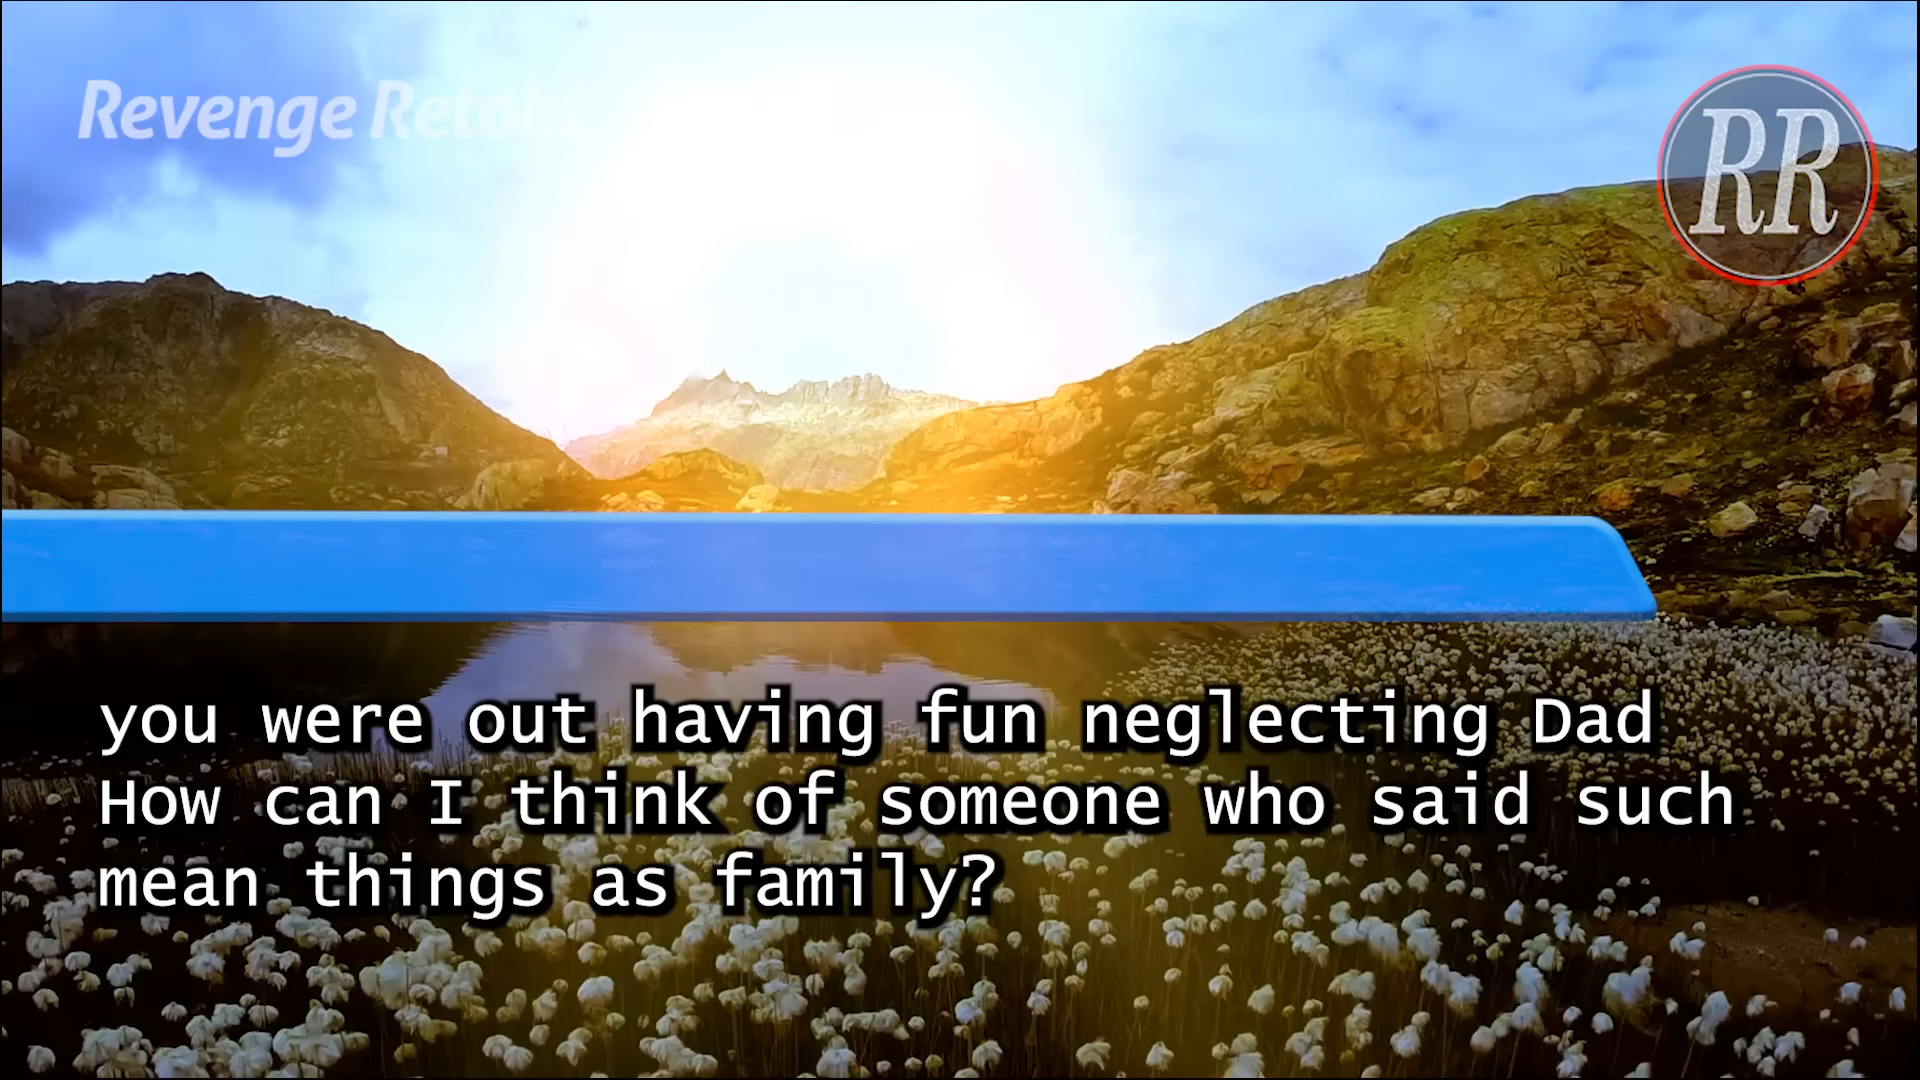 Revenge
RR
you were out having fun neglecting Dad
How can I think of someone who said such
mean things as family?